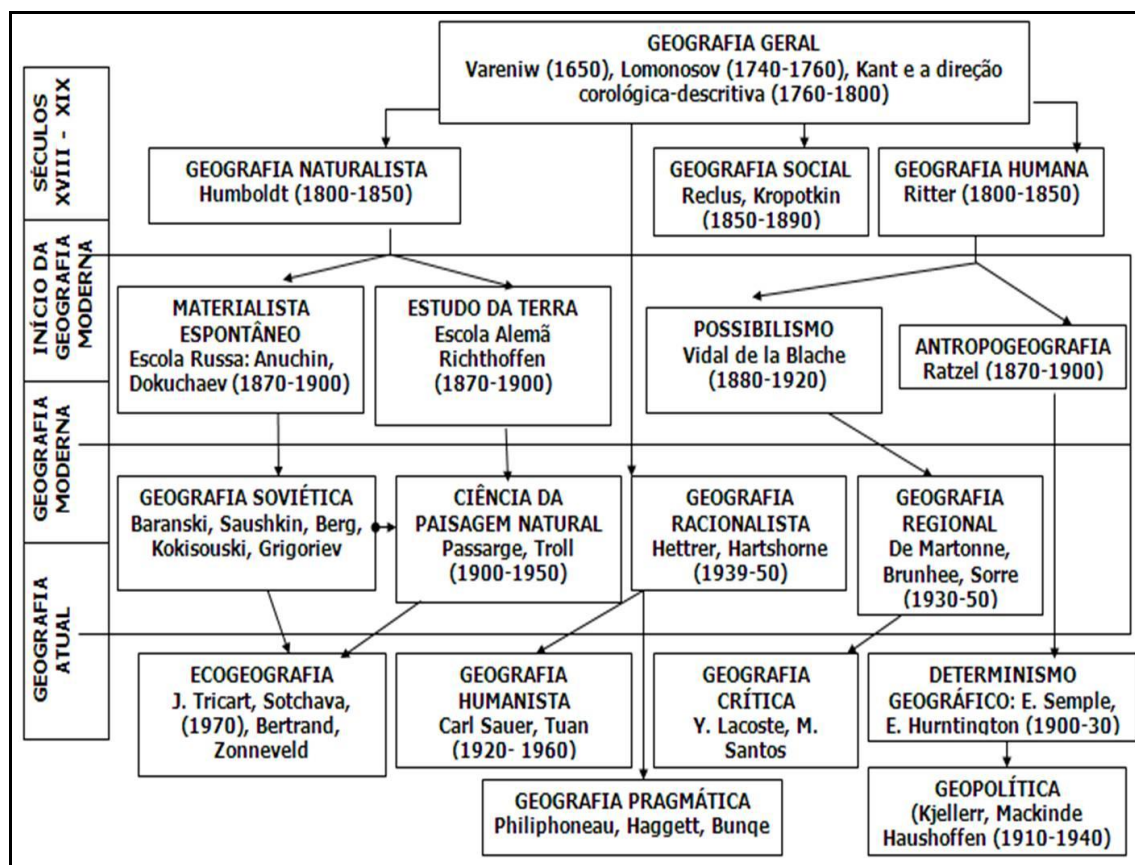 GEOGRAFIA GERAL
Vareniw (1650), Lomonosov (1740-1760), Kant e a direção
corológica-descritiva (1760-1800)
SÉCULOS
XVIII - XIX
GEOGRAFIA NATURALISTA
Humboldt (1800-1850)
GEOGRAFIA SOCIAL
Reclus, Kropotkin
(1850-1890)
GEOGRAFIA HUMANA
Ritter (1800-1850)
INÍCIO DA
GEOGRAFIA
MODERNA
MATERIALISTA
ESPONTÂNEO
Escola Russa: Anuchin,
Dokuchaev (1870-1900)
ESTUDO DA TERRA
Escola Alemã
Richthoffen
(1870-1900)
POSSIBILISMO
Vidal de la Blache
(1880-1920)
ANTROPOGEOGRAFIA
Ratzel (1870-1900)
GEOGRAFIA
MODERNA
GEOGRAFIA SOVIÉTICA
Baranski, Saushkin, Berg,
Kokisouski, Grigoriev
CIÊNCIA DA
PAISAGEM NATURAL
Passarge, Troll
(1900-1950)
GEOGRAFIA
RACIONALISTA
Hettrer, Hartshorne
(1939-50)
GEOGRAFIA
REGIONAL
De Martonne,
Brunhee, Sorre
(1930-50)
GEOGRAFIA
ATUAL
ECOGEOGRAFIA
J. Tricart, Sotchava,
(1970), Bertrand,
Zonneveld
GEOGRAFIA
HUMANISTA
Carl Sauer, Tuan
(1920- 1960)
GEOGRAFIA
CRÍTICA
Y. Lacoste, M.
Santos
DETERMINISMO
GEOGRÁFICO: E. Semple,
E. Hurntington (1900-30)
GEOGRAFIA PRAGMÁTICA
Philiphoneau, Haggett, Bunqe
GEOPOLÍTICA
(Kjellerr, Mackinde
Haushoffen (1910-1940)